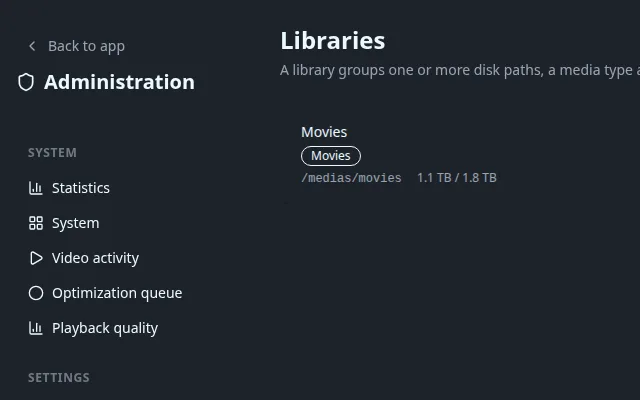 Back to app
Administration
SYSTEM
Statistics
System
Video activity
Optimization queue
Playback quality
SETTINGS
Libraries
A library groups one or more disk paths, a media type
Movies
Movies
/medias/movies 1.1 TB / 1.8 TB